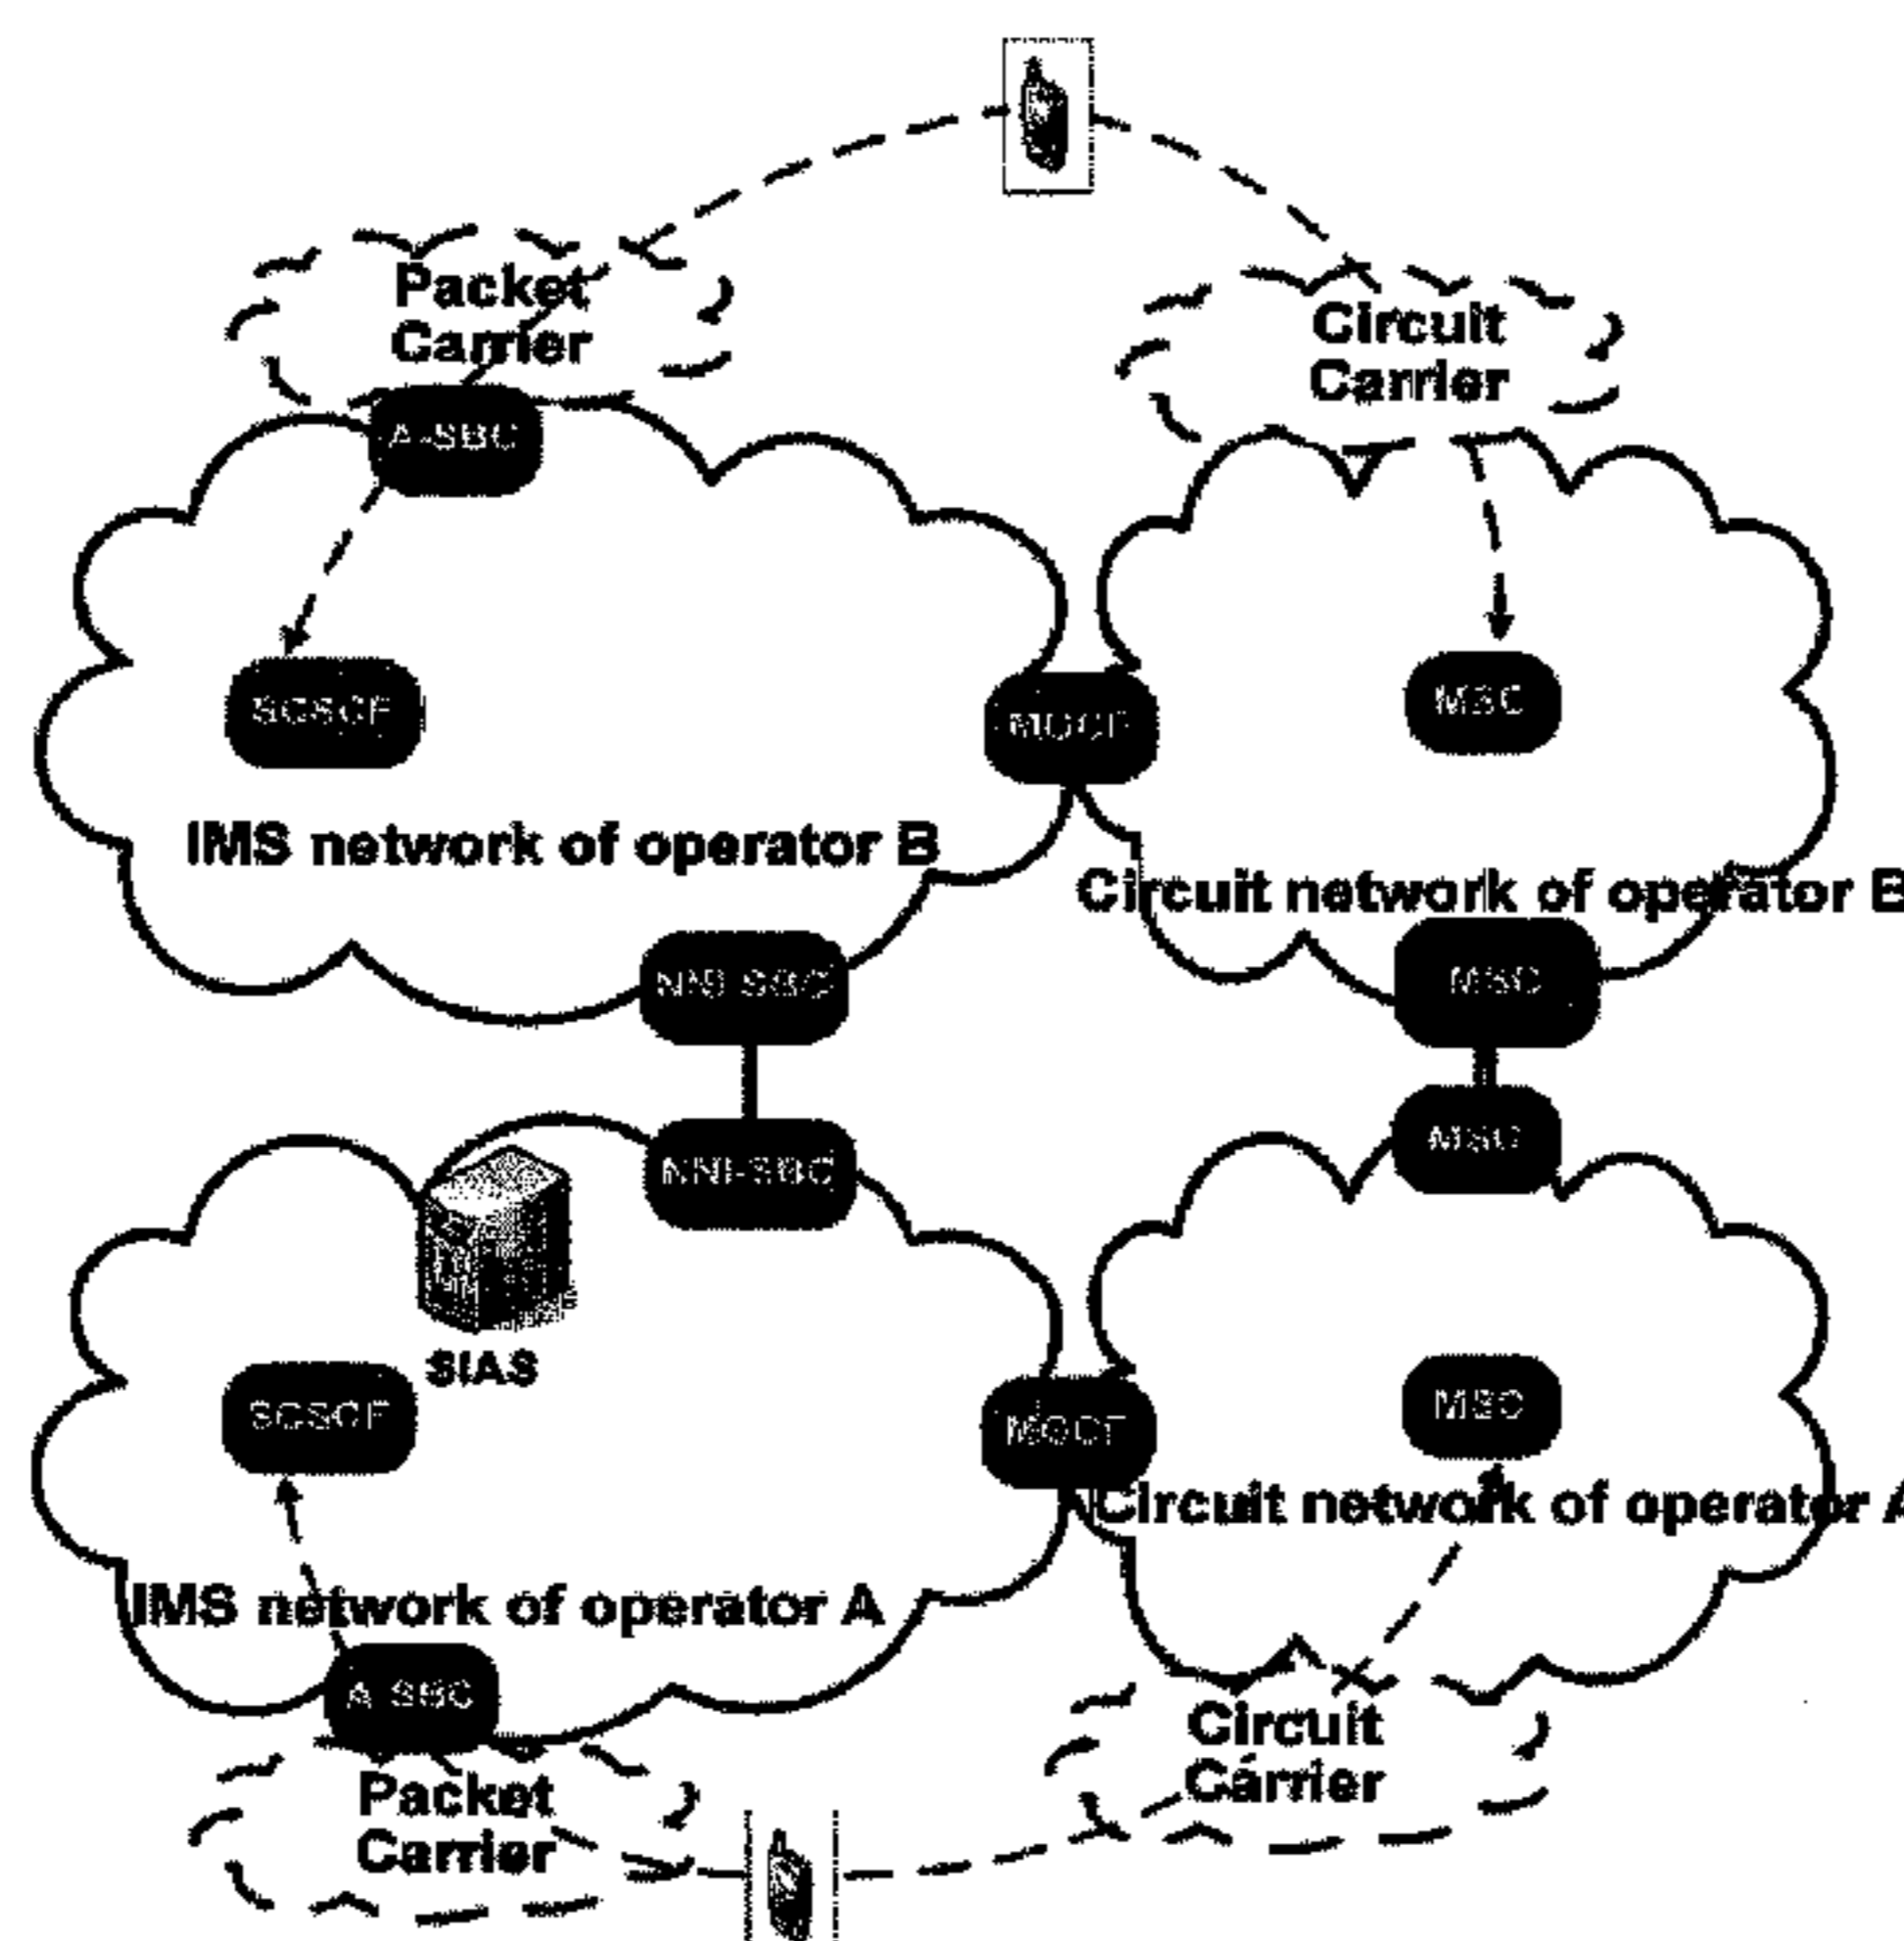 Packet
Carrier
Circuit
Carrier
A-SBC
SCSCF
MGCF
MSC
IMS network of operator B
Circuit network of operator B
NNI-SBC
MSC
NNI-SBC
MSC
SIAS
SCSCF
MGCF
MSC
Circuit network of operator A
IMS network of operator A
A-SBC
Circuit
Carrier
Packet
Carrier